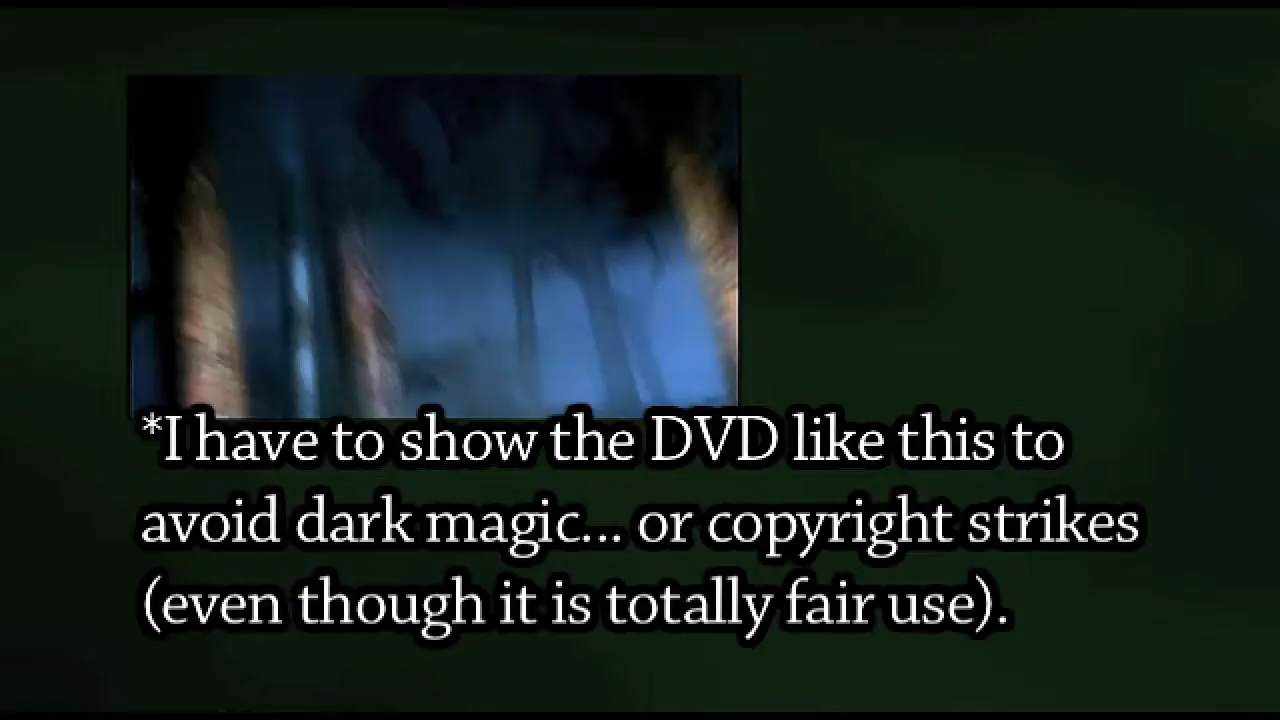 *I have to show the DVD like this to
avoid dark magic... or copyright strikes
(even though it is totally fair use).